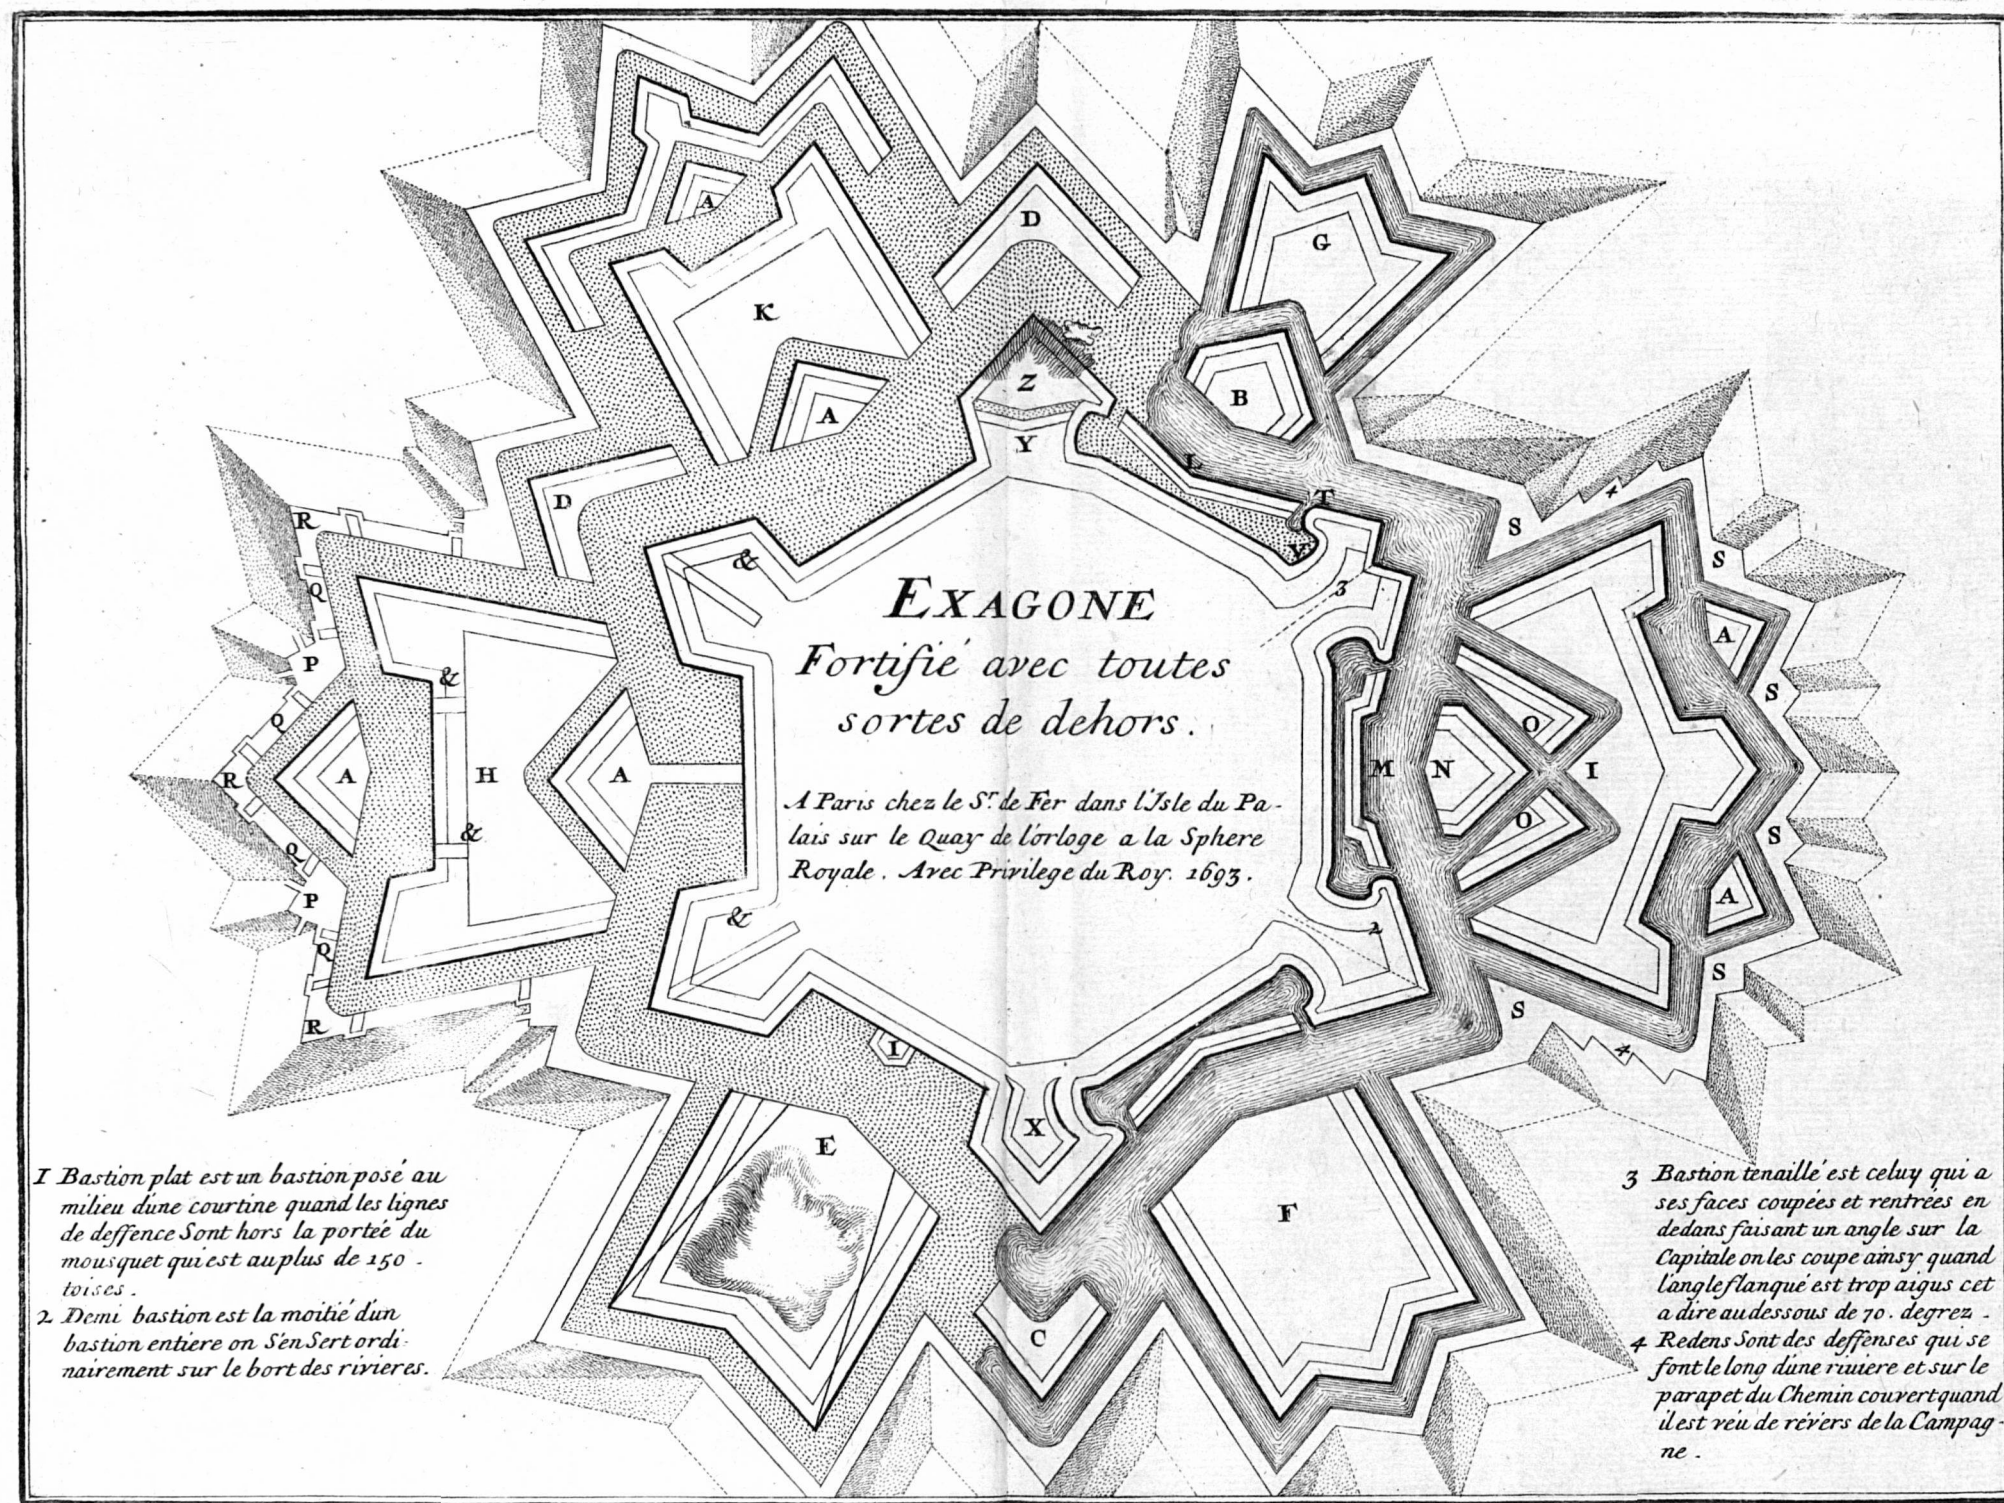 EXAGONE
Fortifié avec toutes
sortes de dehors.
A Paris chez le Sr. de Fer dans l'Isle du Pa-
lais sur le Quay de l'orloge a la Sphere
Royale. Avec Privilege du Roy. 1693.
A
K
A
D
D
G
B
Z
Y
L
T
V
3
&
S
4
S
A
S
O
M
N
I
O
S
A
S
S
4
2
R
Q
P
Q
R
Q
P
Q
R
&
A
H
A
&
&
I
E
X
C
F
1 Bastion plat est un bastion posé au
milieu d'une courtine quand les lignes
de deffence Sont hors la portée du
mousquet qui est au plus de 150.
toises.
2 Demi bastion est la moitié d'un
bastion entiere on S'en Sert ordi-
nairement sur le bort des rivieres.
3 Bastion tenaillé est celuy qui a
ses faces coupées et rentrées en
dedans faisant un angle sur la
Capitale on les coupe ainsy quand
l'angle flanqué est trop aigus cet
a dire au dessous de 70. degrez.
4 Redens Sont des deffenses qui se
font le long d'une riuiere et sur le
parapet du Chemin couvert quand
il est veü de révers de la Campag-
ne.